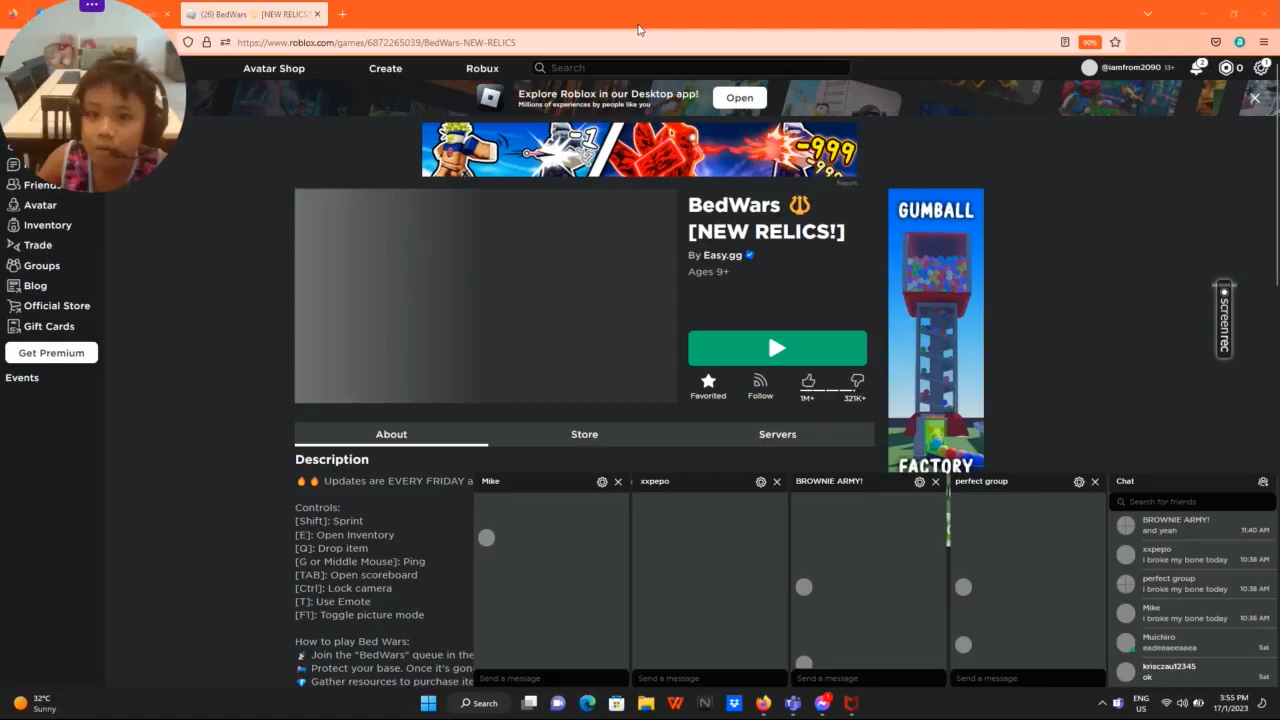 (26) BedWars [NEW RELICS!]
https://www.roblox.com/games/6872265039/BedWars-NEW-RELICS
90%
Avatar Shop
Create
Robux
Search
@iamfrom2090 13+
2
0
1
Explore Roblox in our Desktop app!
Millions of experiences by people like you
Open
-1
-999
-990
Report
Friends
Avatar
Inventory
Trade
Groups
Blog
Official Store
Gift Cards
Get Premium
Events
BedWars
[NEW RELICS!]
By Easy.gg
Ages 9+
Favorited
Follow
1M+
321K+
GUMBALL
FACTORY
screenrec
About
Store
Servers
Description
Updates are EVERY FRIDAY a
Controls:
[Shift]: Sprint
[E]: Open Inventory
[Q]: Drop item
[G or Middle Mouse]: Ping
[TAB]: Open scoreboard
[Ctrl]: Lock camera
[T]: Use Emote
[F1]: Toggle picture mode
How to play Bed Wars:
Join the "BedWars" queue in the
Protect your base. Once it's gon
Gather resources to purchase ite
Mike
Send a message
xxpepo
Send a message
BROWNIE ARMY!
Send a message
perfect group
Send a message
Chat
Search for friends
BROWNIE ARMY!
and yeah 11:40 AM
xxpepo
i broke my bone today 10:38 AM
perfect group
i broke my bone today 10:38 AM
Mike
i broke my bone today 10:36 AM
Muichiro
eadeeaeeaaea Sat
krisczau12345
ok Sat
32°C
Sunny
Search
1
ENG
US
3:55 PM
17/1/2023